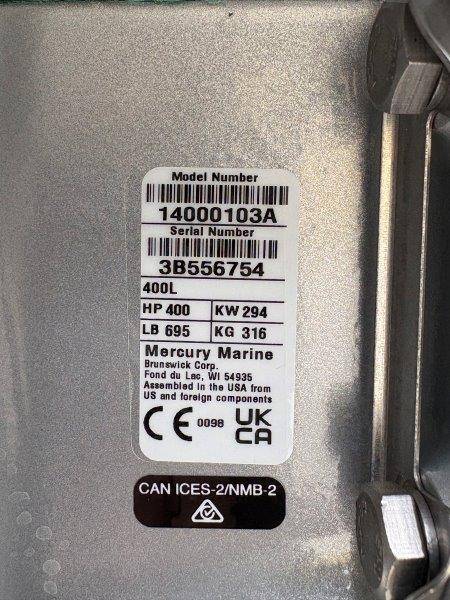 Model Number
14000103A
Serial Number
3B556754
400L
HP 400 KW 294
LB 695 KG 316
Mercury Marine
Brunswick Corp.
Fond du Lac, WI 54935
Assembled in the USA from
US and foreign components
CE 0098 UK
CA
CAN ICES-2/NMB-2